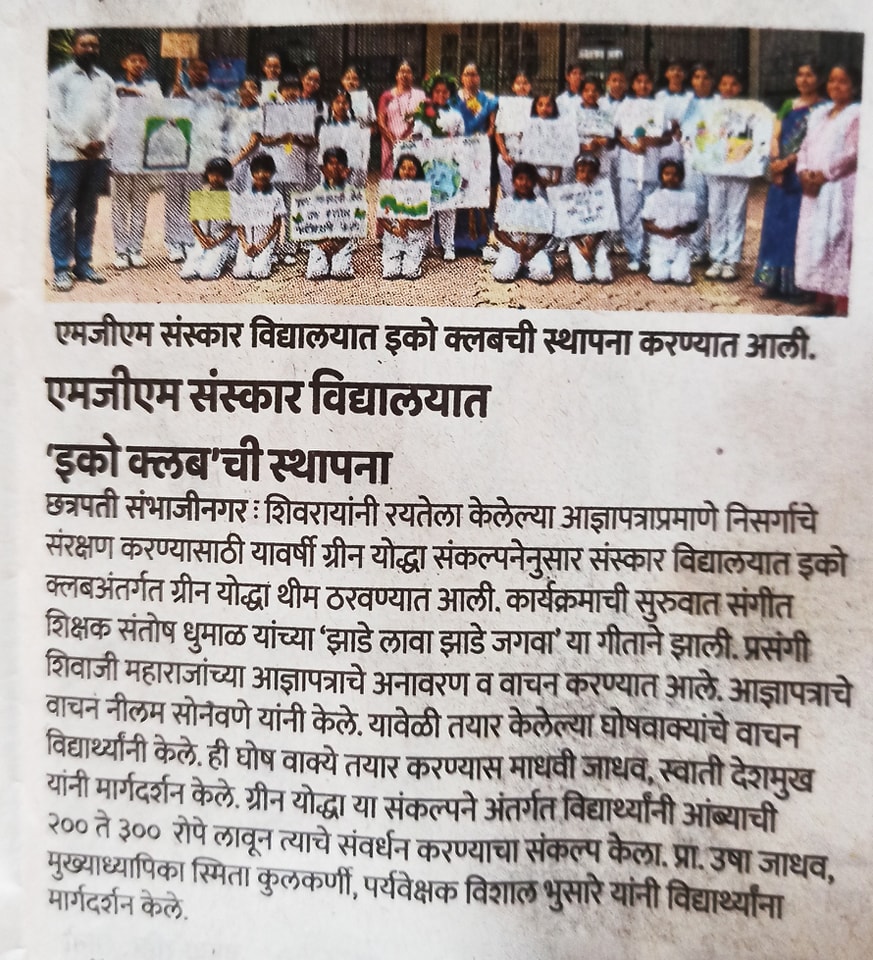 एमजीएम संस्कार विद्यालयात इको क्लबची स्थापना करण्यात आली.
एमजीएम संस्कार विद्यालयात
'इको क्लब'ची स्थापना
छत्रपती संभाजीनगर : शिवरायांनी रयतेला केलेल्या आज्ञापत्राप्रमाणे निसर्गाचे
संरक्षण करण्यासाठी यावर्षी ग्रीन योद्धा संकल्पनेनुसार संस्कार विद्यालयात इको
क्लबअंतर्गत ग्रीन योद्धा थीम ठरवण्यात आली. कार्यक्रमाची सुरुवात संगीत
शिक्षक संतोष धुमाळ यांच्या 'झाडे लावा झाडे जगवा' या गीताने झाली. प्रसंगी
शिवाजी महाराजांच्या आज्ञापत्राचे अनावरण व वाचन करण्यात आले. आज्ञापत्राचे
वाचन नीलम सोनवणे यांनी केले. यावेळी तयार केलेल्या घोषवाक्यांचे वाचन
विद्यार्थ्यांनी केले. ही घोष वाक्ये तयार करण्यास माधवी जाधव, स्वाती देशमुख
यांनी मार्गदर्शन केले. ग्रीन योद्धा या संकल्पने अंतर्गत विद्यार्थ्यांनी आंब्याची
२०० ते ३०० रोपे लावून त्याचे संवर्धन करण्याचा संकल्प केला. प्रा. उषा जाधव,
मुख्याध्यापिका स्मिता कुलकर्णी, पर्यवेक्षक विशाल भुसारे यांनी विद्यार्थ्यांना
मार्गदर्शन केले.